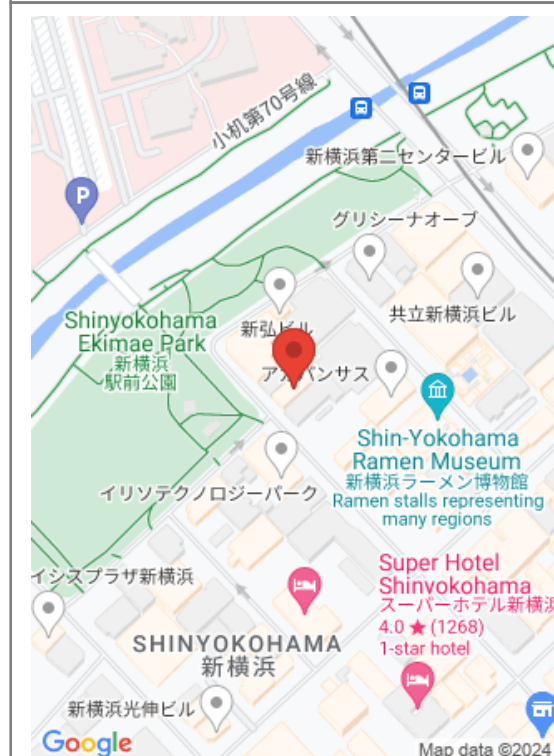 小机第70号線
P
新横浜第二センタービル
グリシーナオーブ
共立新横浜ビル
Shinyokohama
Ekimae Park
新横浜
駅前公園
新弘ビル
Shin-Yokohama
Ramen Museum
新横浜ラーメン博物館
Ramen stalls representing
many regions
イリソテクノロジーパーク
イシスプラザ新横浜
Super Hotel
Shinyokohama
スーパーホテル新横浜
4.0 ★ (1268)
1-star hotel
SHINYOKOHAMA
新横浜
新横浜光伸ビル
Google
Map data ©2024